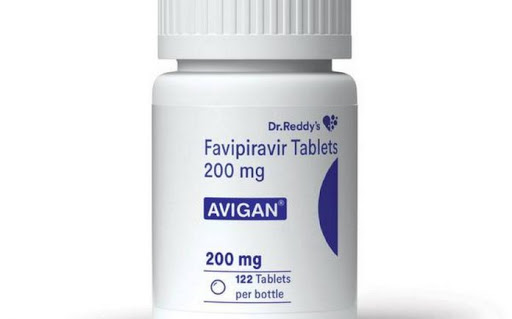 Dr.Reddy's
Favipiravir Tablets
200 mg
AVIGAN®
200 mg
122 Tablets
per bottle